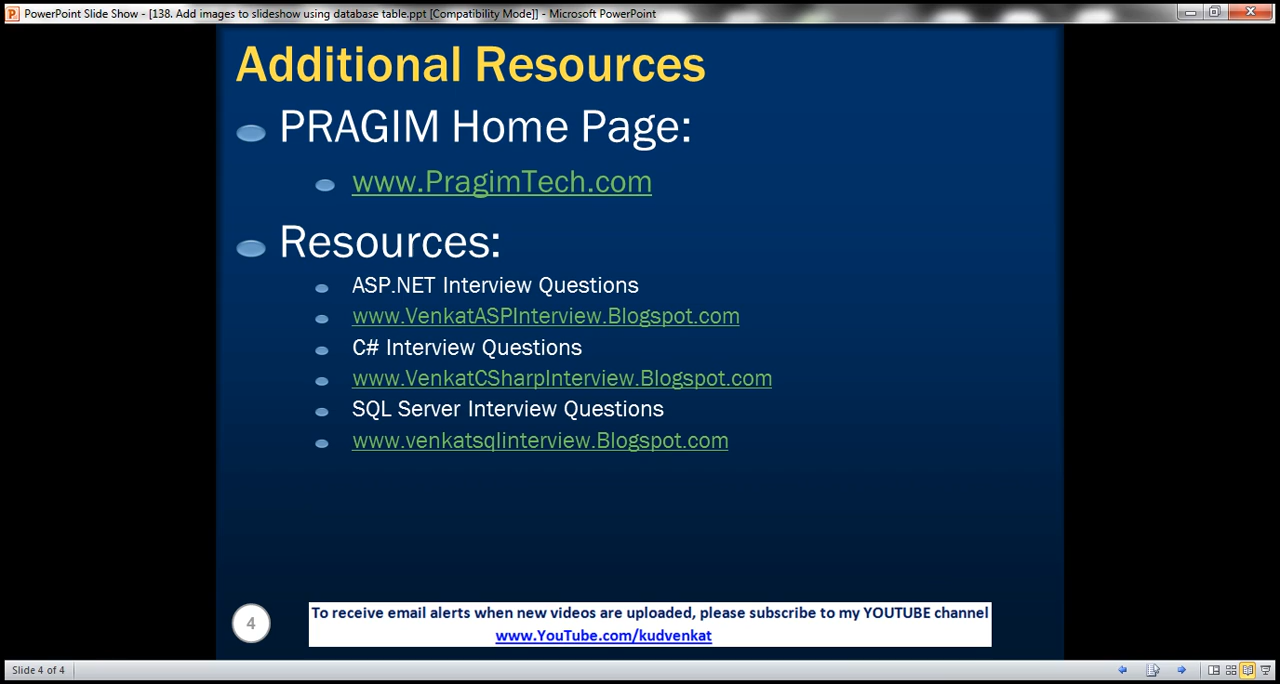 PowerPoint Slide Show - [138. Add images to slideshow using database table.ppt [Compatibility Mode]] - Microsoft PowerPoint
Additional Resources
PRAGIM Home Page:
www.PragimTech.com
Resources:
ASP.NET Interview Questions
www.VenkatASPInterview.Blogspot.com
C# Interview Questions
www.VenkatCSharpInterview.Blogspot.com
SQL Server Interview Questions
www.venkatsqlinterview.Blogspot.com
4
To receive email alerts when new videos are uploaded, please subscribe to my YOUTUBE channel
www.YouTube.com/kudvenkat
Slide 4 of 4